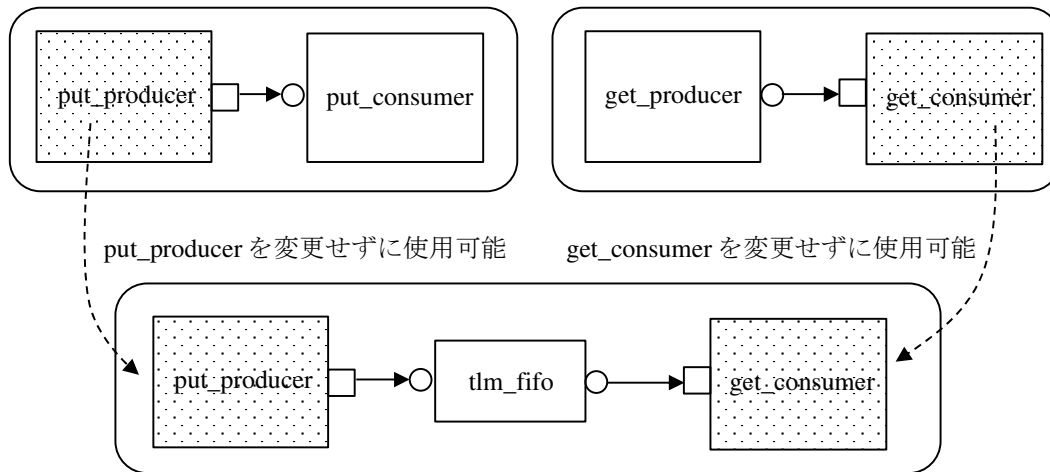 put_producer
put_consumer
get_producer
get_consumer
put_producer を変更せずに使用可能
get_consumer を変更せずに使用可能
put_producer
tlm_fifo
get_consumer